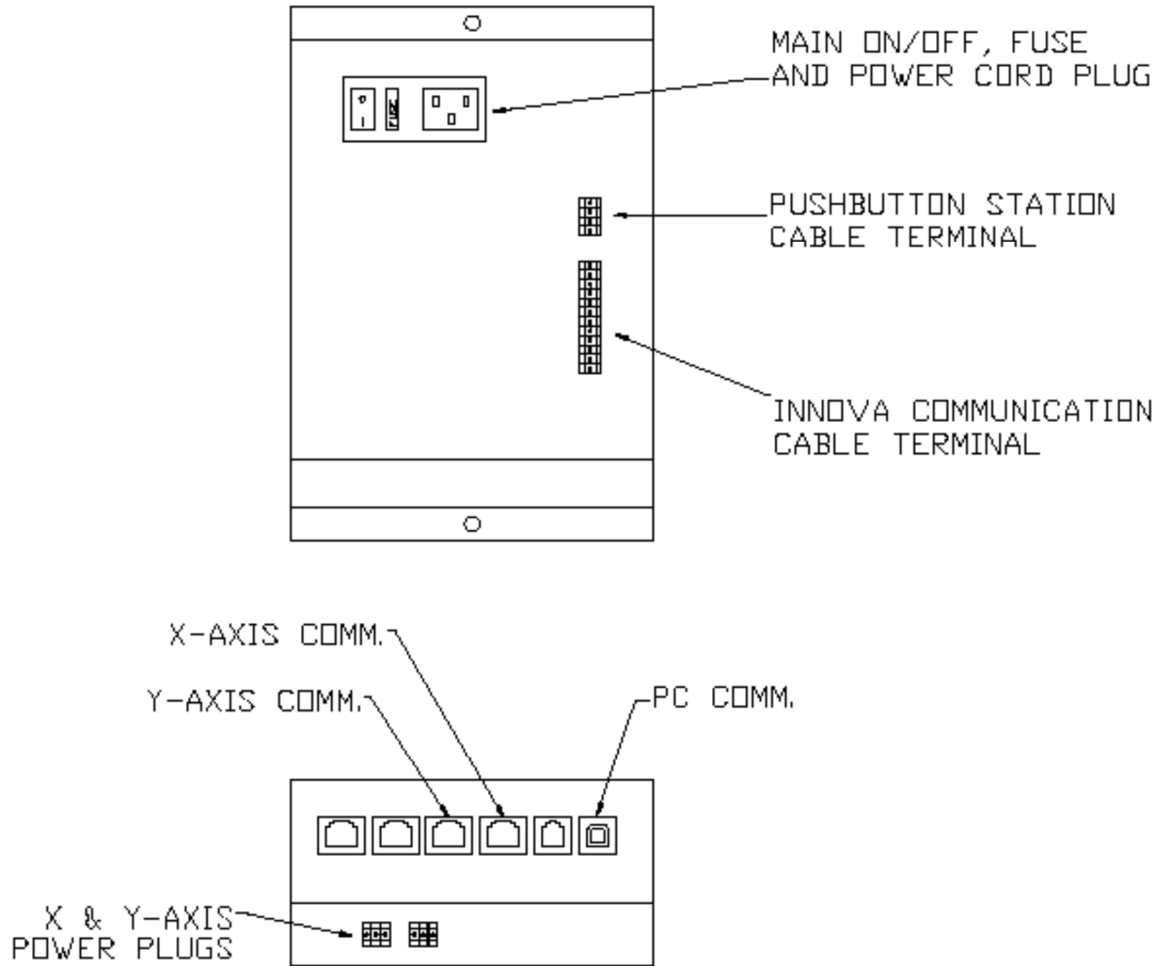 MAIN ON/OFF, FUSE
AND POWER CORD PLUG
FUSE
PUSHBUTTON STATION
CABLE TERMINAL
INNOVA COMMUNICATION
CABLE TERMINAL
X-AXIS COMM.
Y-AXIS COMM.
PC COMM.
X & Y-AXIS
POWER PLUGS